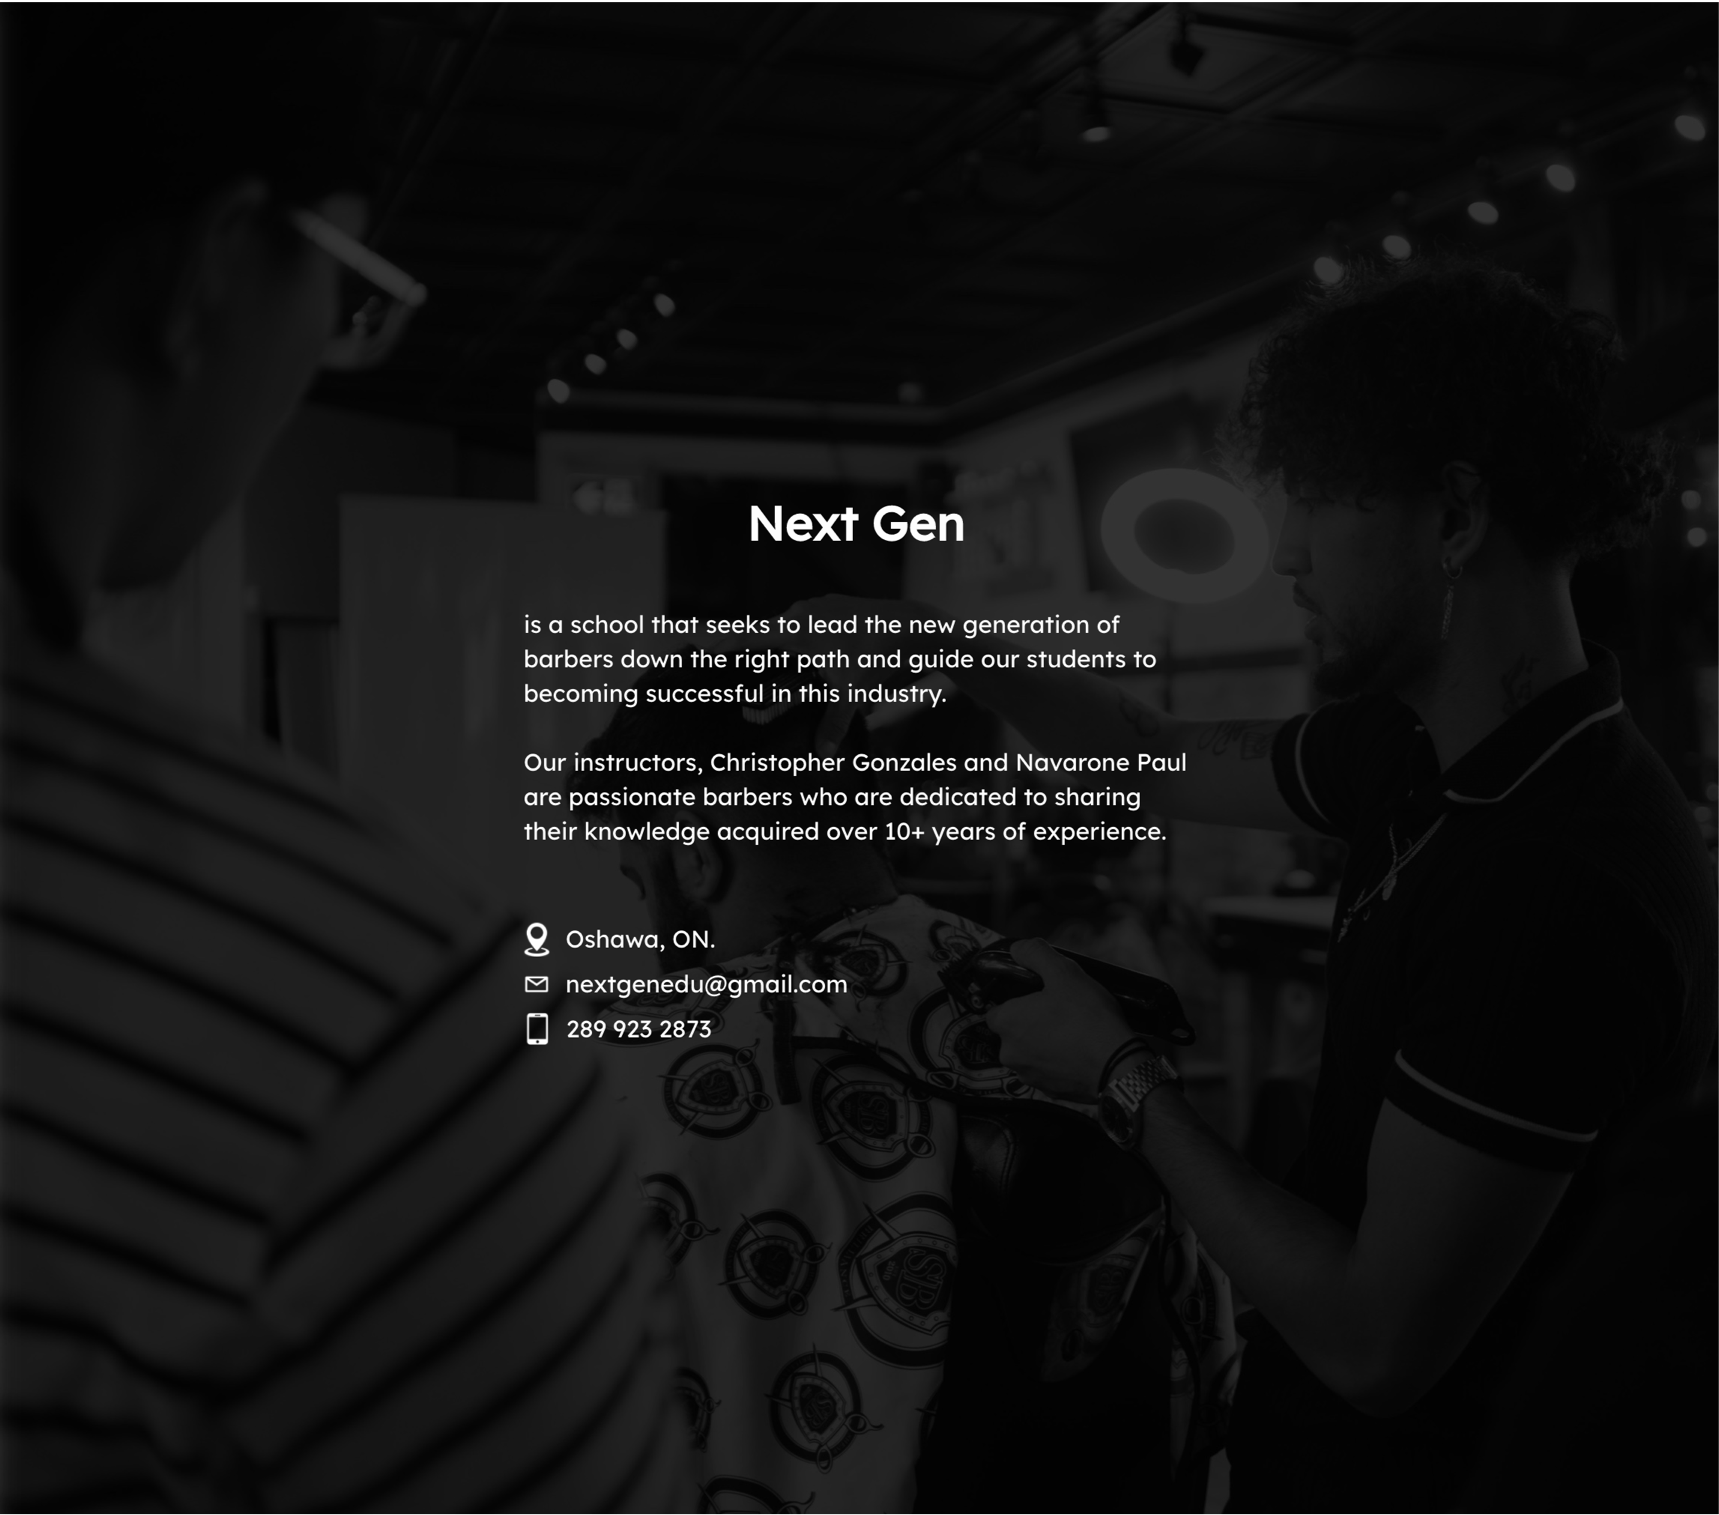 Next Gen
is a school that seeks to lead the new generation of
barbers down the right path and guide our students to
becoming successful in this industry.
Our instructors, Christopher Gonzales and Navarone Paul
are passionate barbers who are dedicated to sharing
their knowledge acquired over 10+ years of experience.
Oshawa, ON.
nextgenedu@gmail.com
289 923 2873
SJB
SJB
SJB